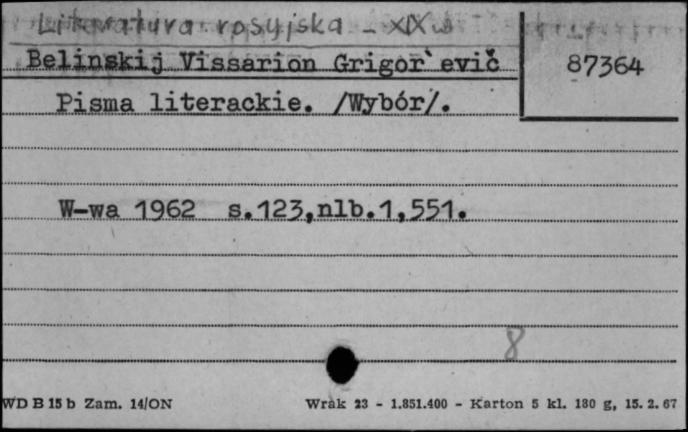 Literatura rosyjska - XIX w
Belinskij Vissarion Grigor`evič
87364
Pisma literackie. /Wybór/.
W-wa 1962 s.123,nlb.1,551.
8
WD B 15 b Zam. 14/ON
Wrak 23 - 1.851.400 - Karton 5 kl. 180 g, 15. 2. 67